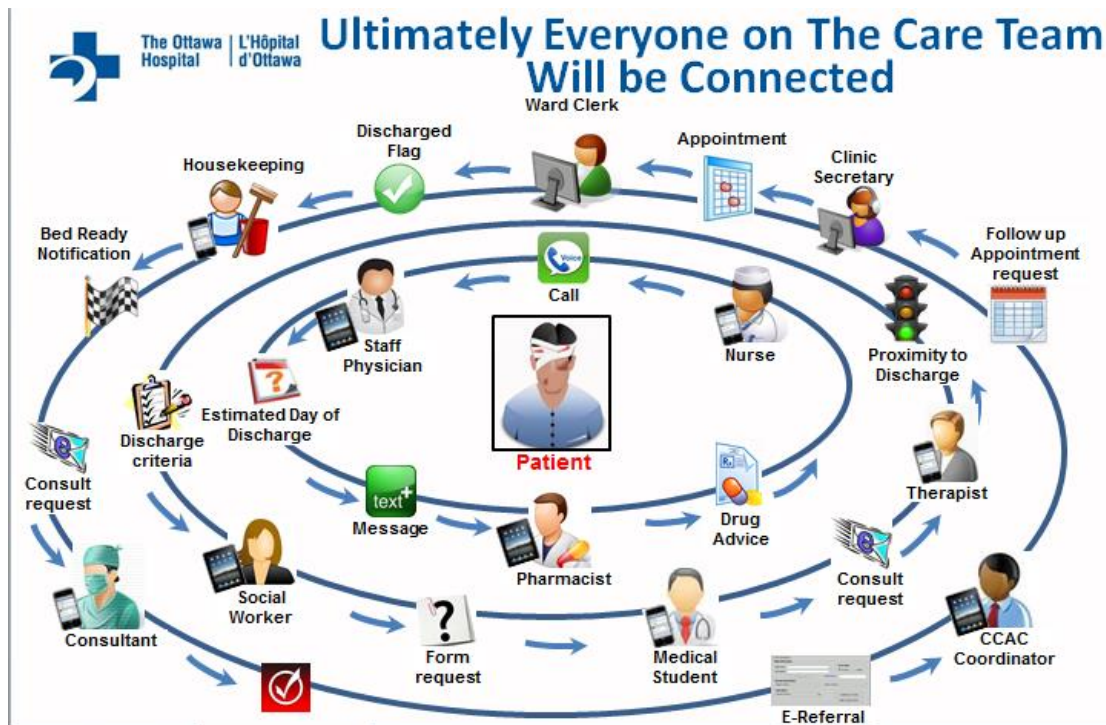 The Ottawa Hospital
L'Hôpital d'Ottawa
Ultimately Everyone on The Care Team
Will be Connected
Ward Clerk
Discharged
Flag
Appointment
Housekeeping
Clinic
Secretary
Bed Ready
Notification
Follow up
Appointment
request
Voice
Call
Staff
Physician
Nurse
Proximity to
Discharge
?
Estimated Day of
Discharge
Discharge
criteria
Patient
e
Consult
request
text+
Message
Rx
Drug
Advice
Therapist
Pharmacist
e
Consult
request
Social
Worker
Consultant
?
Form
request
Medical
Student
CCAC
Coordinator
E-Referral